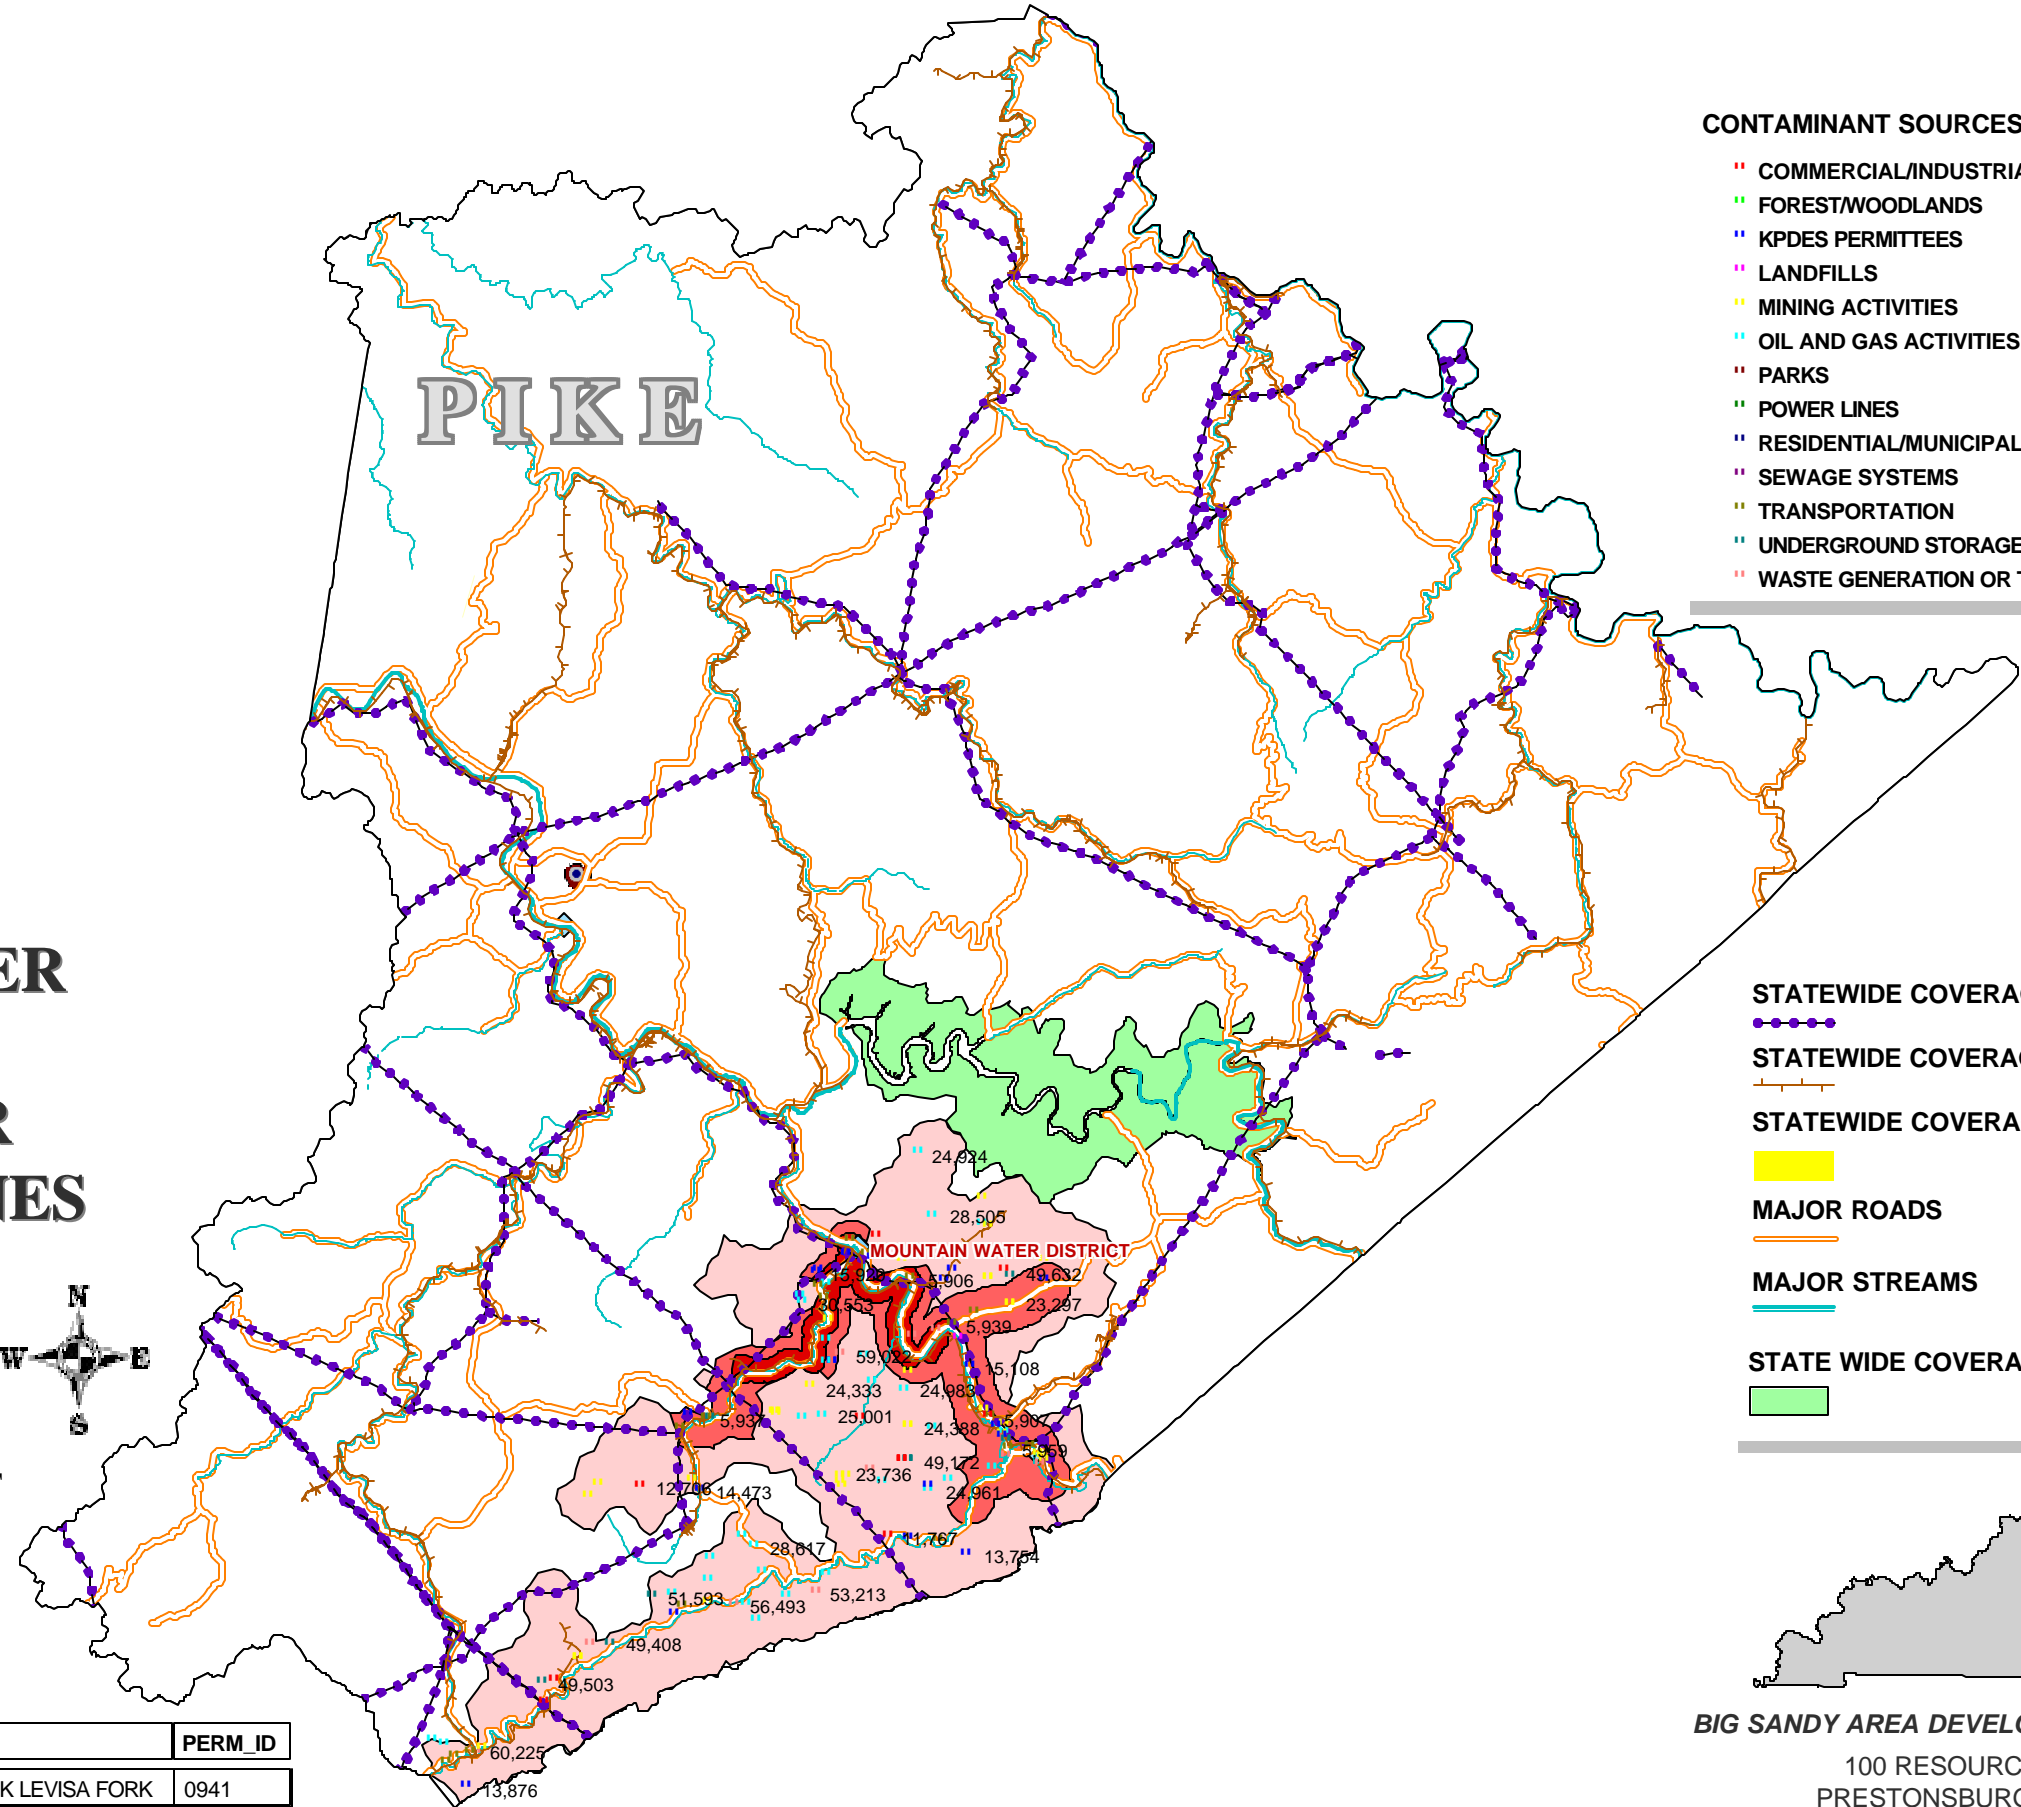 CONTAMINANT SOURCES
COMMERCIAL/INDUSTRIA
FOREST/WOODLANDS
KPDES PERMITTEES
LANDFILLS
MINING ACTIVITIES
OIL AND GAS ACTIVITIES
PARKS
POWER LINES
RESIDENTIAL/MUNICIPAL
SEWAGE SYSTEMS
TRANSPORTATION
UNDERGROUND STORAGE
WASTE GENERATION OR
PIKE
ER
R
NES
N
W E
S
STATEWIDE COVERA
STATEWIDE COVERA
STATEWIDE COVERA
MAJOR ROADS
MAJOR STREAMS
STATE WIDE COVERA
24,924
28,505
MOUNTAIN WATER DISTRICT
5,906
49,632
30,553
23,297
5,939
59,022
15,108
24,333
24,983
5,937
25,001
24,388
5,907
5,959
49,172
23,736
12,706
14,473
24,961
11,767
28,617
13,754
51,593
56,493
53,213
49,408
49,503
60,225
13,876
PERM_ID
K LEVISA FORK 0941
BIG SANDY AREA DEVELO
100 RESOURC
PRESTONSBURG